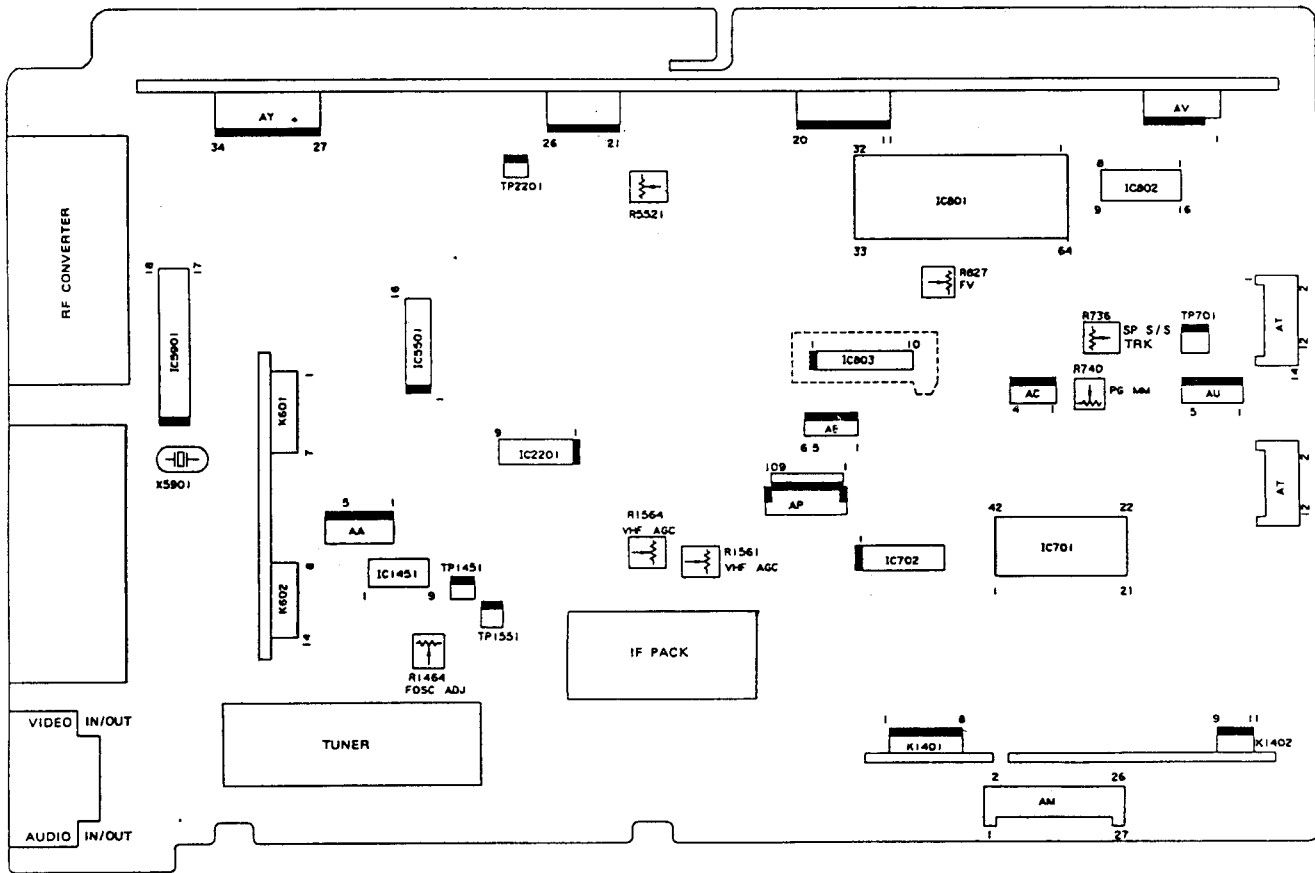 AY
AV
34 27 26 21 20 11 1
TP2201
R5521
32 1
IC801
33 64
8 1
IC802
9 16
RF CONVERTER
18 17
IC5901
X5901
16
IC5501
1
R827
FV
R736
SP S/S
TRK
TP701
1 2
AT
12
14
1 10
IC803
R740
PG MM
AC
4 1
AU
5 1
1
K601
7
9 1
IC2201
AE
6 5 1
109 1
AP
2
AT
12
5 1
AA
R1564
VHF AGC
R1561
VHF AGC
1
IC702
42 22
IC701
1 21
IC1451
1 9
TP1451
TP1551
8
K602
14
R1464
FOSC ADJ
IF PACK
TUNER
VIDEO IN/OUT
AUDIO IN/OUT
1 8
K1401
9 11
K1402
2 26
AM
1 27